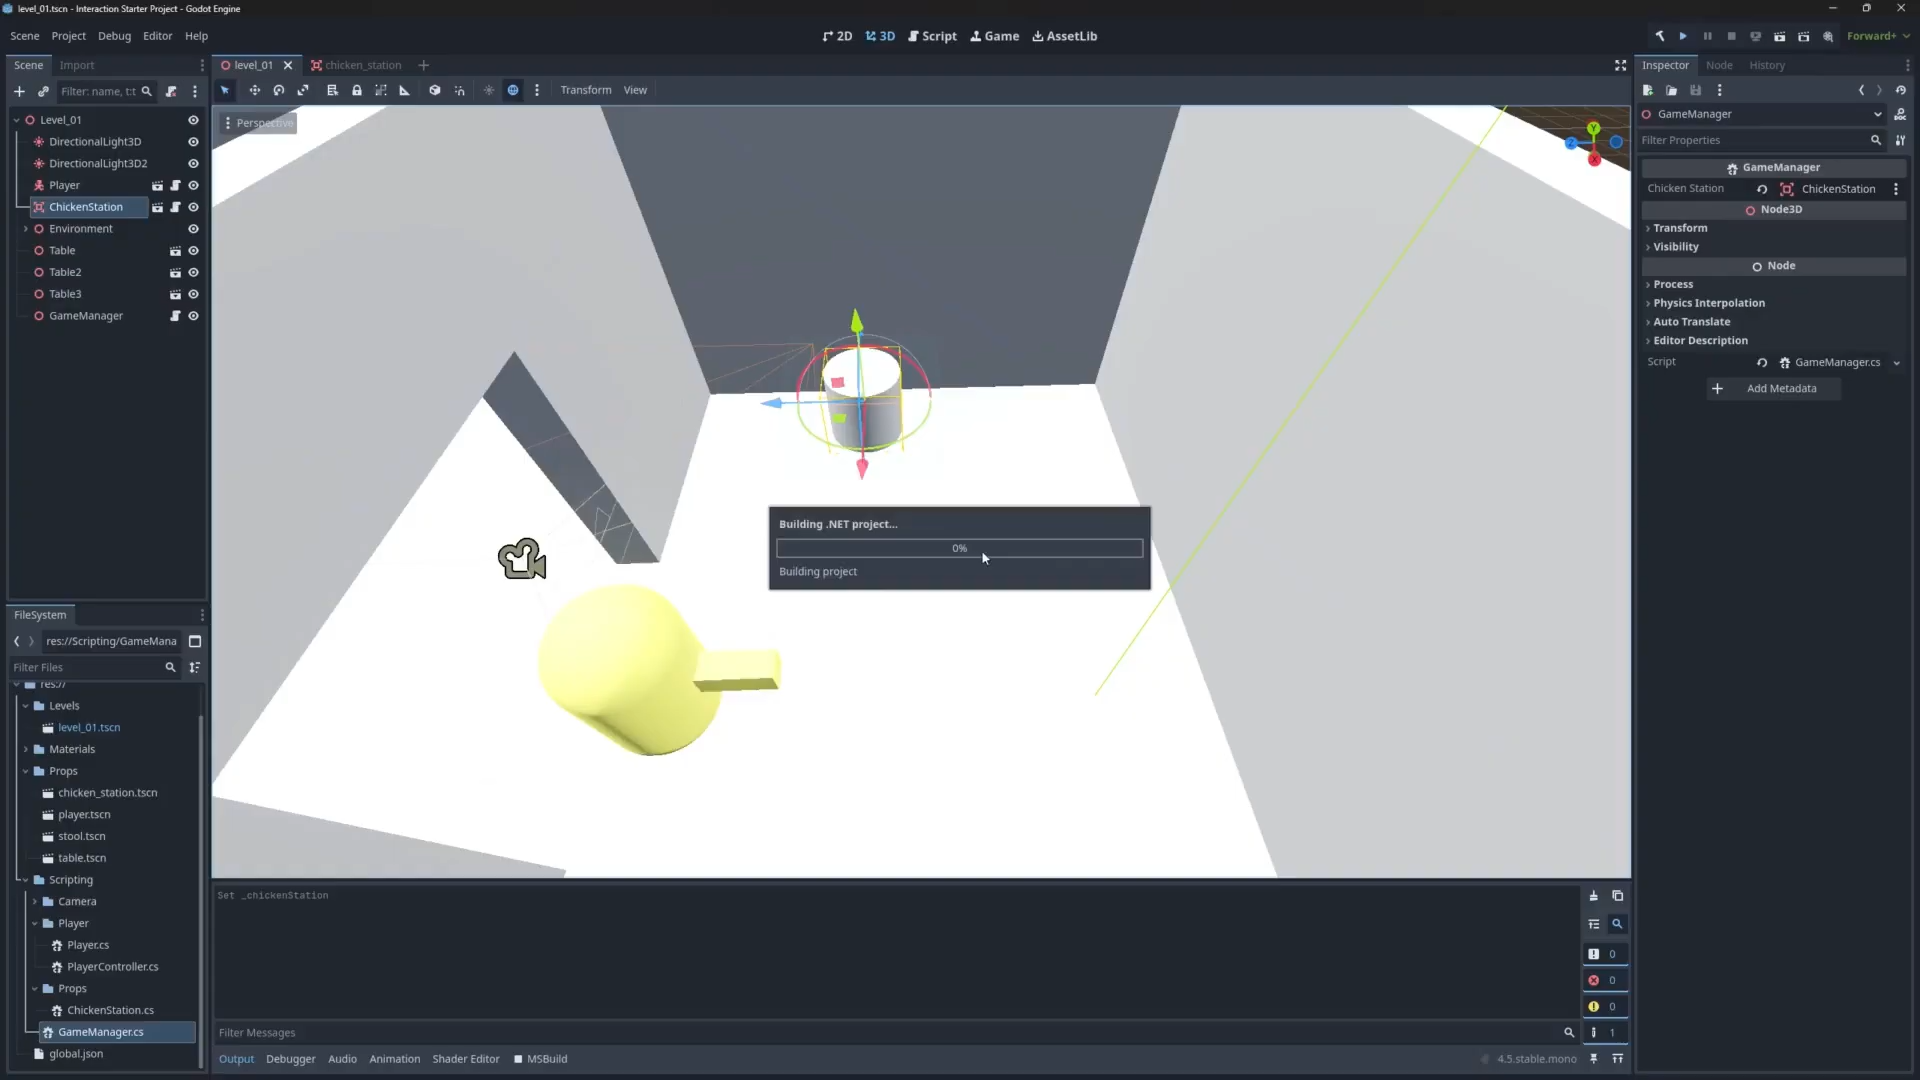 level_01.tscn - Interaction Starter Project - Godot Engine
Scene Project Debug Editor Help
2D 3D Script Game AssetLib
Forward+
Scene Import
level_01 chicken_station
Inspector Node History
Filter: name, t:t
Transform View
GameManager
Perspective
Y
Z
X
Filter Properties
Level_01
DirectionalLight3D
DirectionalLight3D2
Player
ChickenStation
Environment
Table
Table2
Table3
GameManager
GameManager
Chicken Station ChickenStation
Node3D
Transform
Visibility
Node
Process
Physics Interpolation
Auto Translate
Editor Description
Script GameManager.cs
Add Metadata
Building .NET project...
0%
Building project
FileSystem
res://Scripting/GameMana
Filter Files
res://
Levels
level_01.tscn
Materials
Props
chicken_station.tscn
player.tscn
stool.tscn
table.tscn
Scripting
Camera
Player
Player.cs
PlayerController.cs
Props
ChickenStation.cs
GameManager.cs
global.json
Set _chickenStation
0
0
0
1
Filter Messages
Output Debugger Audio Animation Shader Editor MSBuild
4.5.stable.mono